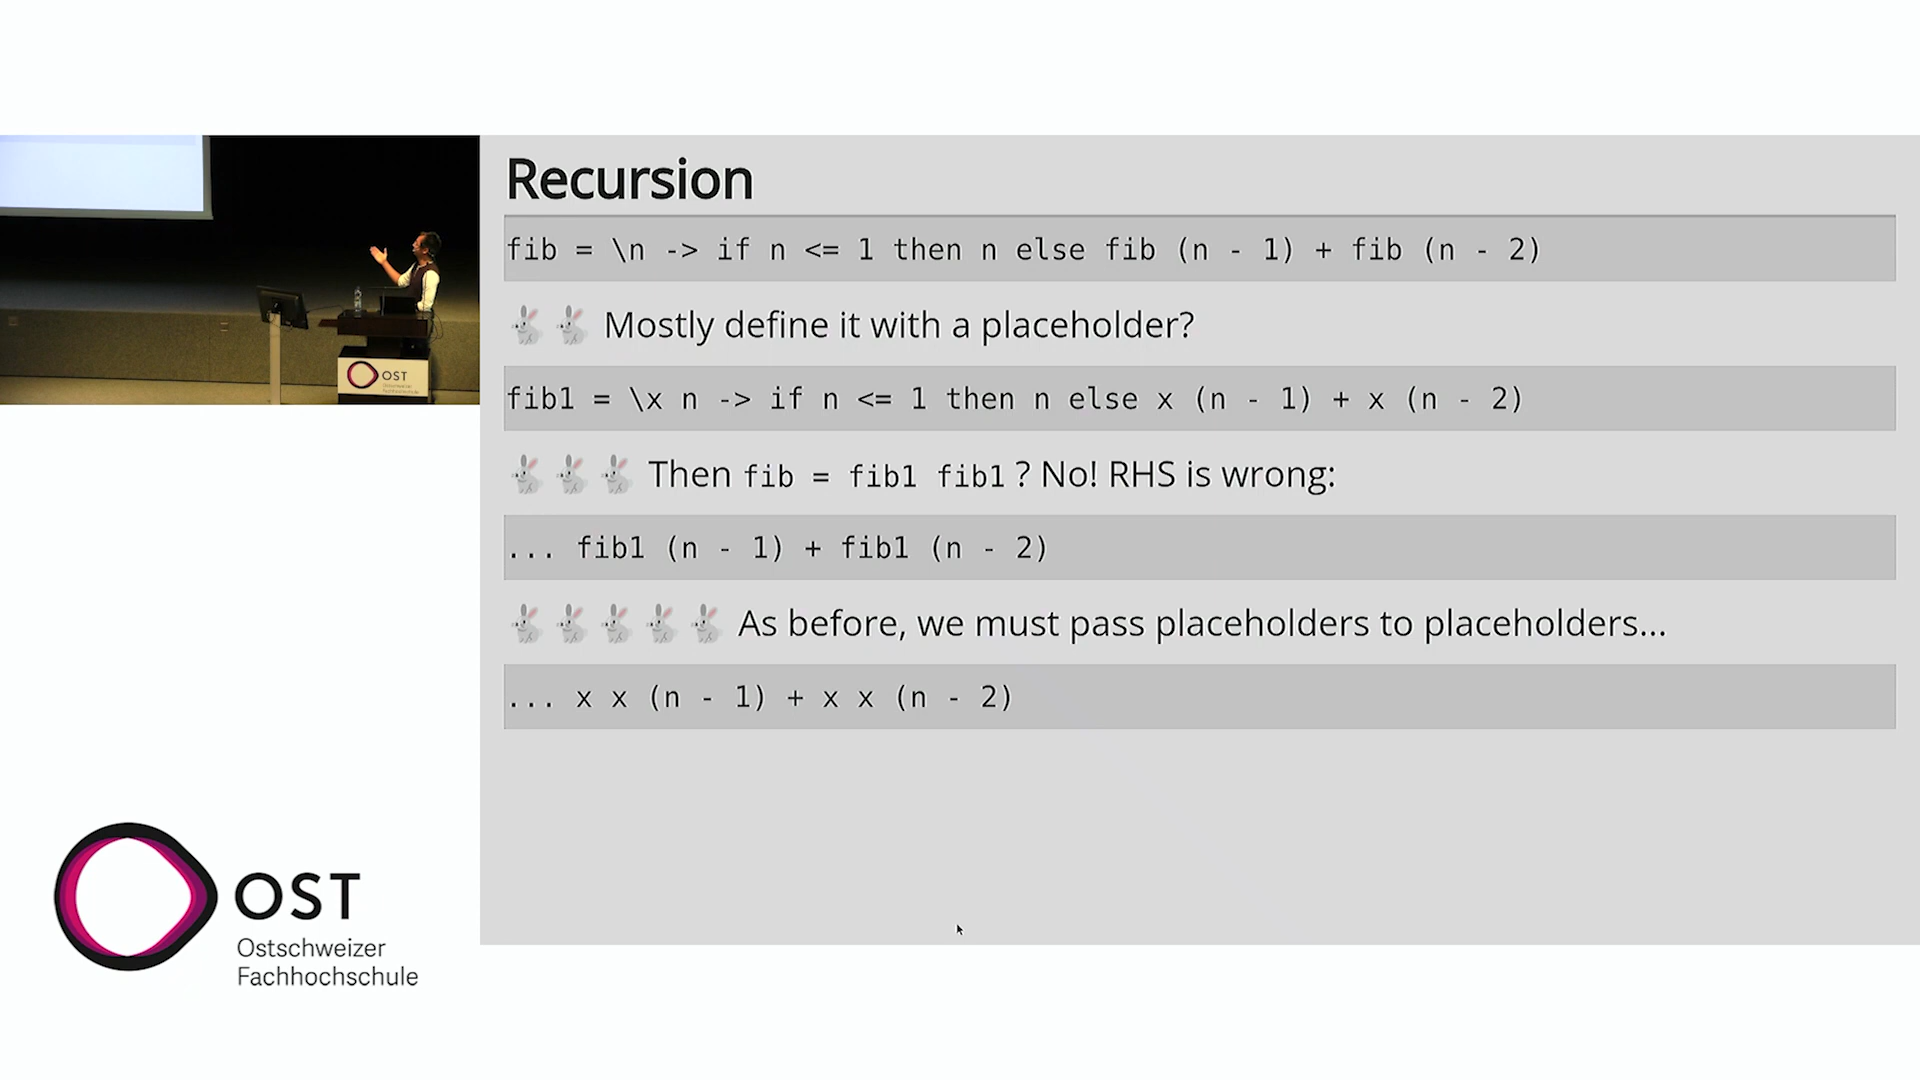 Recursion
fib = \n -> if n <= 1 then n else fib (n - 1) + fib (n - 2)
Mostly define it with a placeholder?
fib1 = \x n -> if n <= 1 then n else x (n - 1) + x (n - 2)
Then fib = fib1 fib1? No! RHS is wrong:
... fib1 (n - 1) + fib1 (n - 2)
As before, we must pass placeholders to placeholders...
... x x (n - 1) + x x (n - 2)
OST
OST
Ostschweizer
Fachhochschule